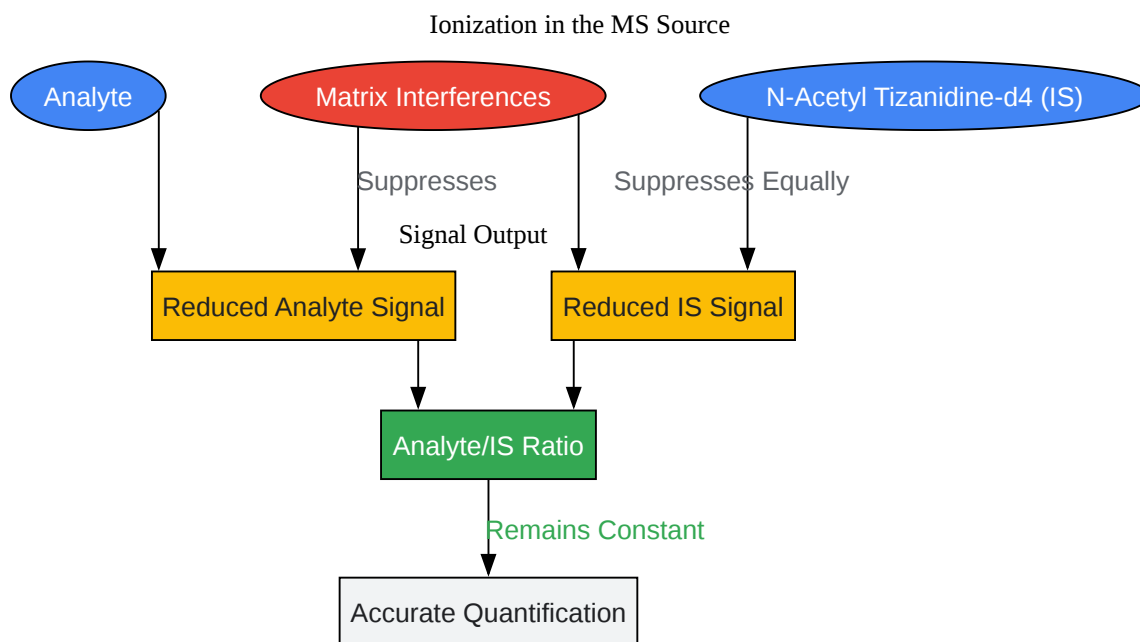 Ionization in the MS Source
Analyte
Matrix Interferences
N-Acetyl Tizanidine-d4 (IS)
Suppresses
Suppresses Equally
Signal Output
Reduced Analyte Signal
Reduced IS Signal
Analyte/IS Ratio
Remains Constant
Accurate Quantification